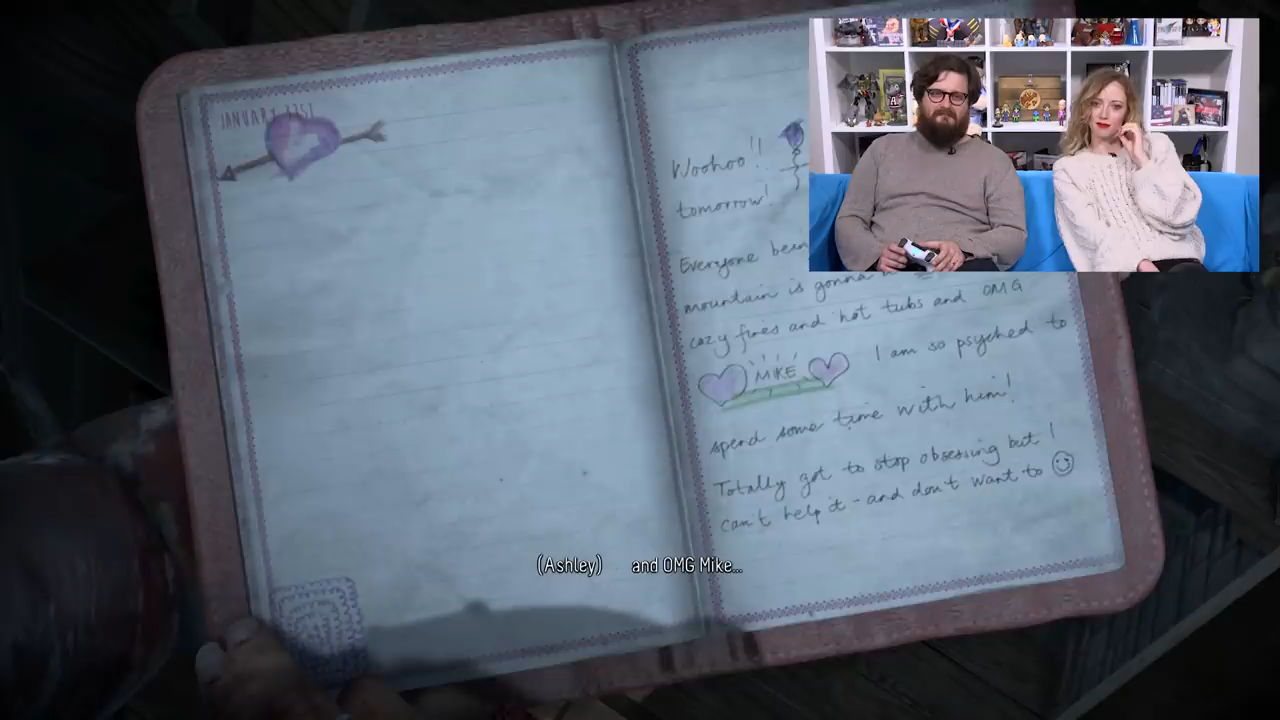 JANUARY 31ST
Woohoo!!
tomorrow!
Everyone been
mountain is gonna
cozy fires and hot tubs and OMG
MIKE I am so psyched to
spend some time with him!
Totally got to stop obsessing but I
can't help it - and don't want to
(Ashley) and OMG Mike...